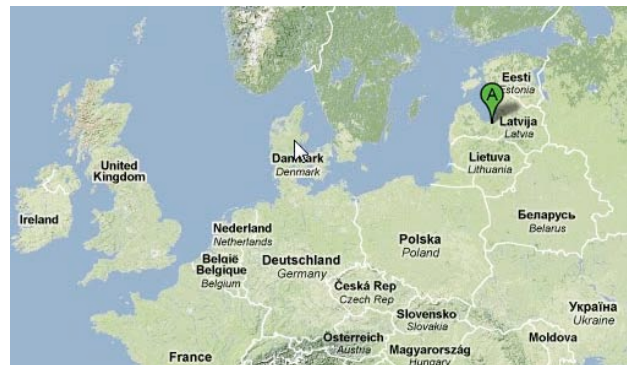 Eesti
Estonia
A
Latvija
Latvia
Danmark
Denmark
Lietuva
Lithuania
United
Kingdom
Ireland
Беларусь
Belarus
Nederland
Netherlands
Polska
Poland
België
Belgique
Belgium
Deutschland
Germany
Česká Rep
Czech Rep
Україна
Ukraine
Slovensko
Slovakia
Österreich
Austria
Magyarország
Hungary
Moldova
France